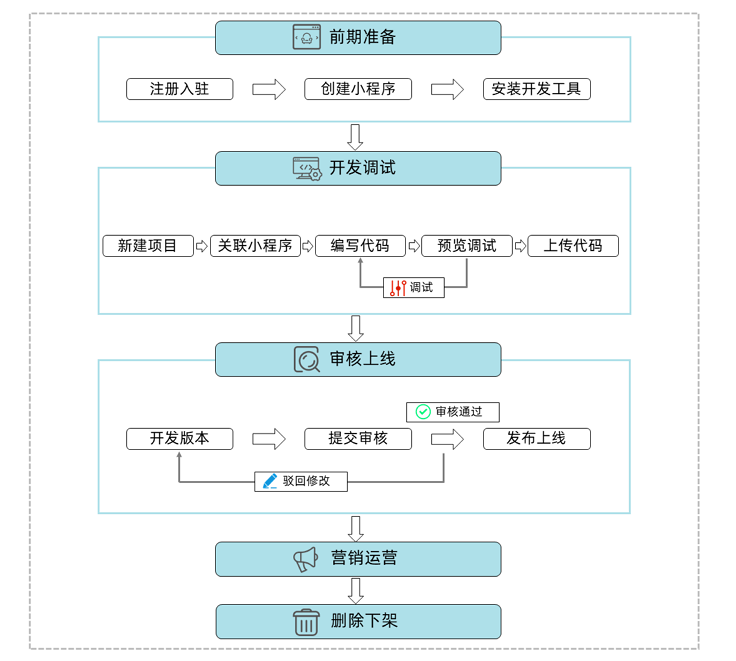 前期准备
注册入驻
创建小程序
安装开发工具
开发调试
新建项目
关联小程序
编写代码
预览调试
上传代码
调试
审核上线
审核通过
开发版本
提交审核
发布上线
驳回修改
营销运营
删除下架